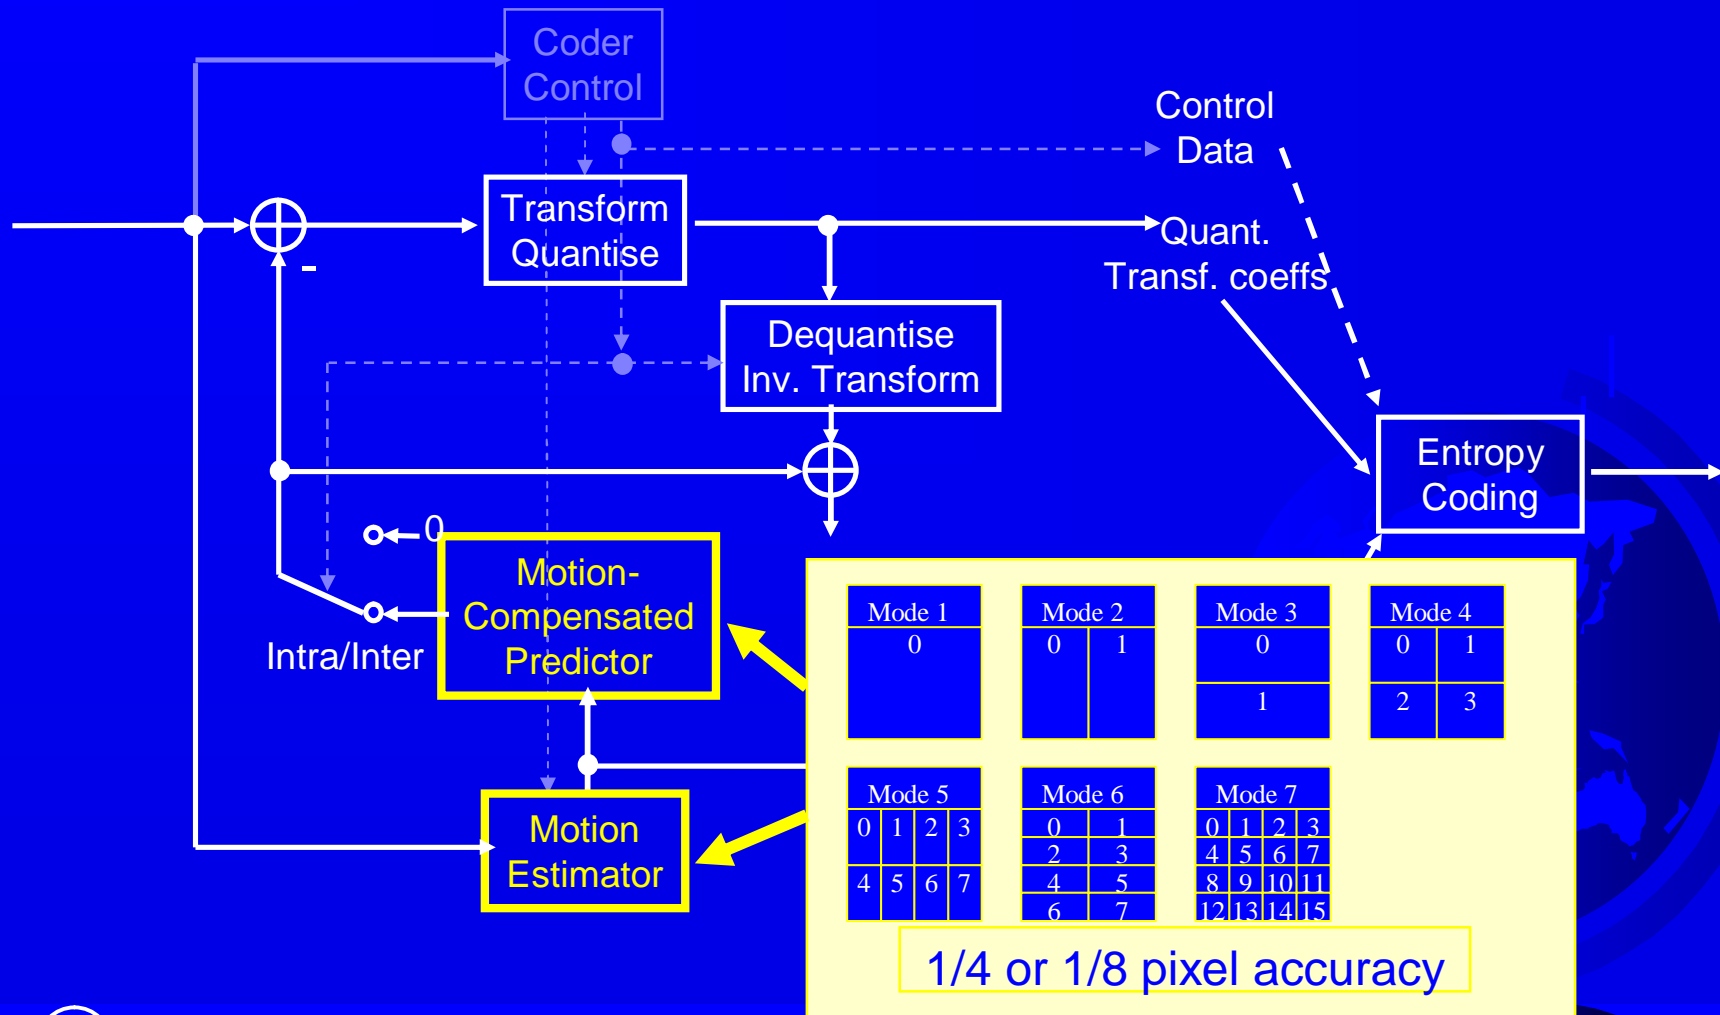 Coder
Control
Control
Data
Transform
Quantise
Quant.
Transf. coeffs
-
Dequantise
Inv. Transform
Entropy
Coding
0
Motion-
Compensated
Predictor
Intra/Inter
Motion
Estimator
Mode 1
0
Mode 2
0 1
Mode 3
0
1
Mode 4
0 1
2 3
Mode 5
0 1 2 3
4 5 6 7
Mode 6
0 1
2 3
4 5
6 7
Mode 7
0 1 2 3
4 5 6 7
8 9 10 11
12 13 14 15
1/4 or 1/8 pixel accuracy